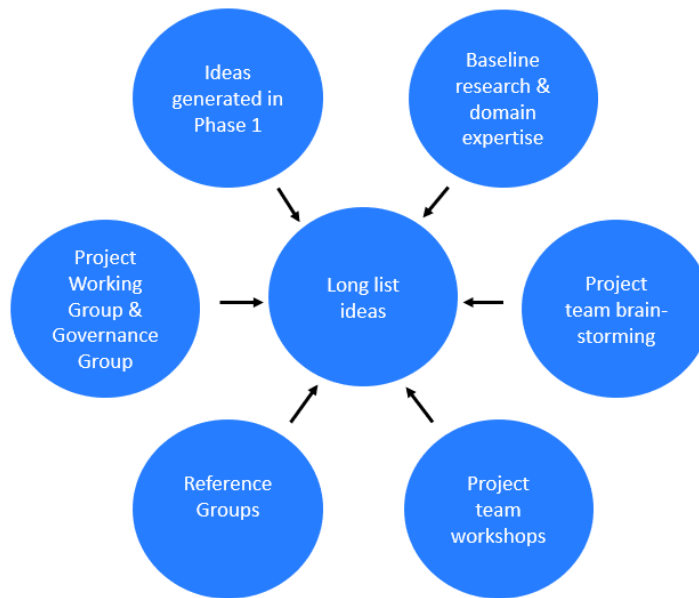 Ideas
generated in
Phase 1
Baseline
research &
domain
expertise
Project
Working
Group &
Governance
Group
Long list
ideas
Project
team brain-
storming
Reference
Groups
Project
team
workshops